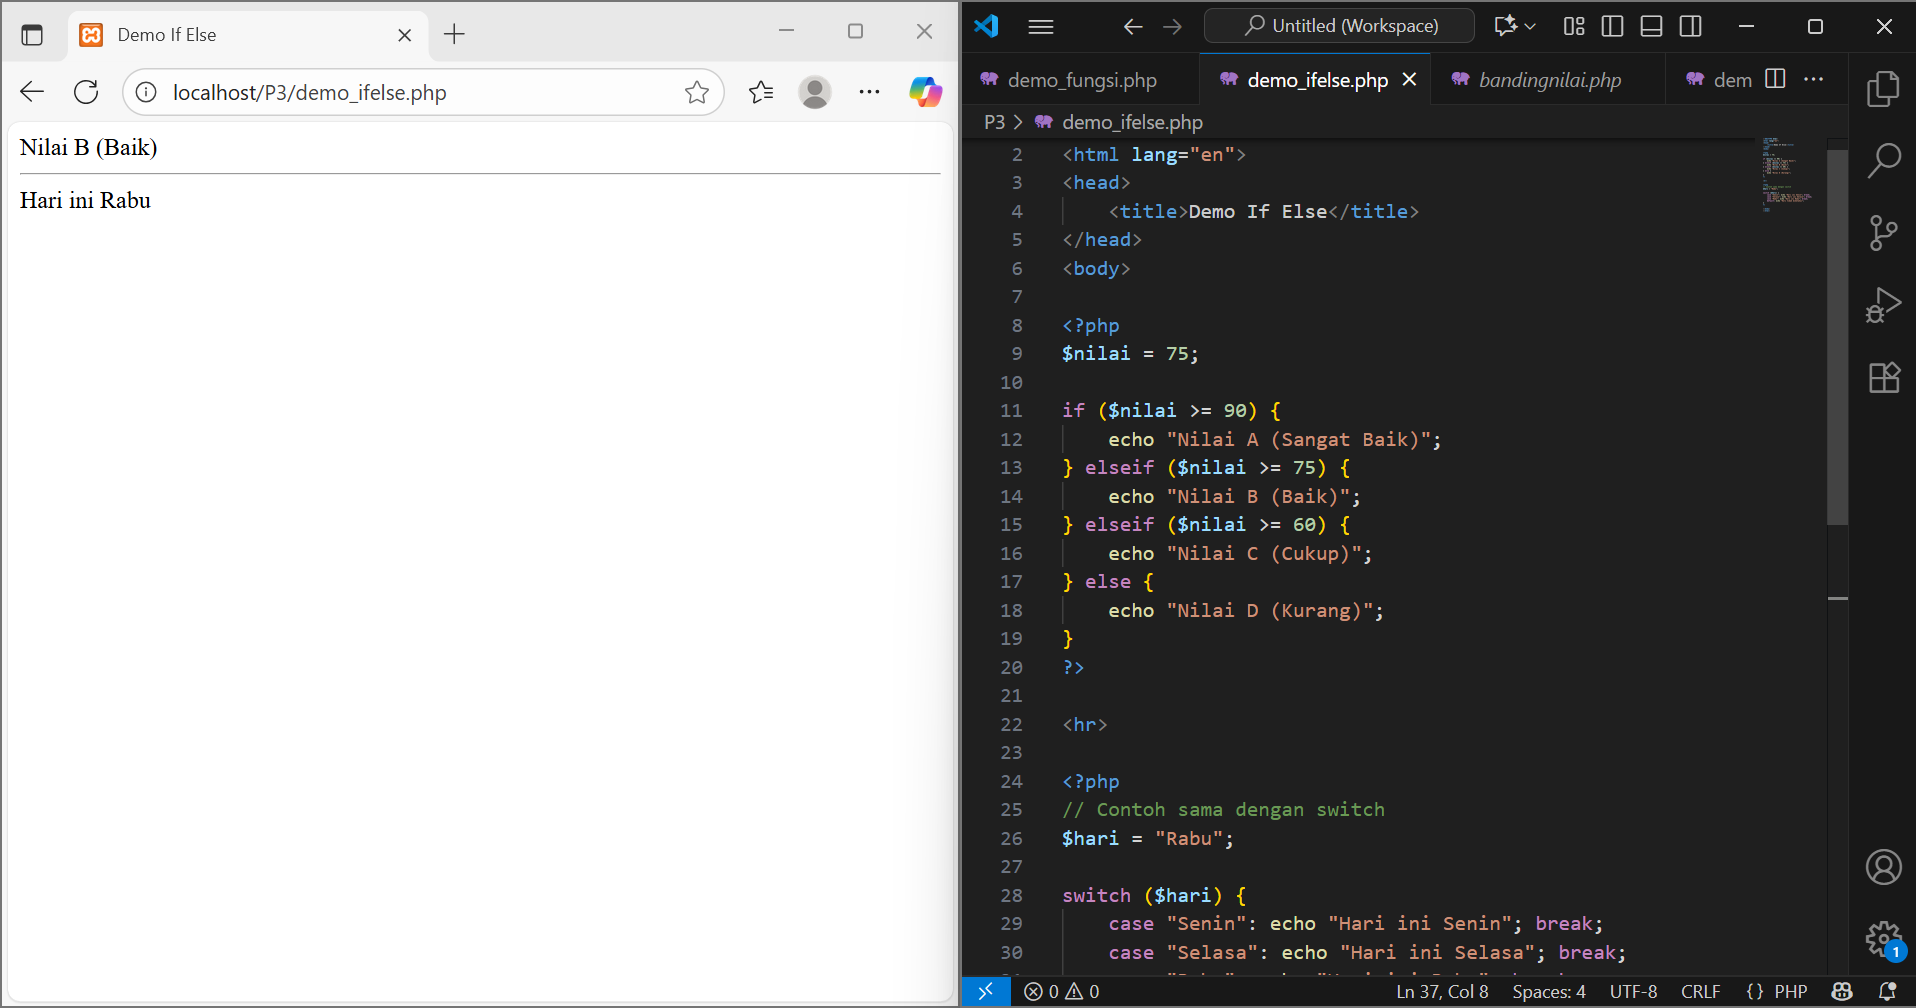 Demo If Else
localhost/P3/demo_ifelse.php
Nilai B (Baik)
Hari ini Rabu
Untitled (Workspace)
demo_fungsi.php
demo_ifelse.php
bandingnilai.php
dem
P3 > demo_ifelse.php
2 <html lang="en">
3 <head>
4 <title>Demo If Else</title>
5 </head>
6 <body>
7
8 <?php
9 $nilai = 75;
10
11 if ($nilai >= 90) {
12 echo "Nilai A (Sangat Baik)";
13 } elseif ($nilai >= 75) {
14 echo "Nilai B (Baik)";
15 } elseif ($nilai >= 60) {
16 echo "Nilai C (Cukup)";
17 } else {
18 echo "Nilai D (Kurang)";
19 }
20 ?>
21
22 <hr>
23
24 <?php
25 // Contoh sama dengan switch
26 $hari = "Rabu";
27
28 switch ($hari) {
29 case "Senin": echo "Hari ini Senin"; break;
30 case "Selasa": echo "Hari ini Selasa"; break;
1
0 0 Ln 37, Col 8 Spaces: 4 UTF-8 CRLF {} PHP